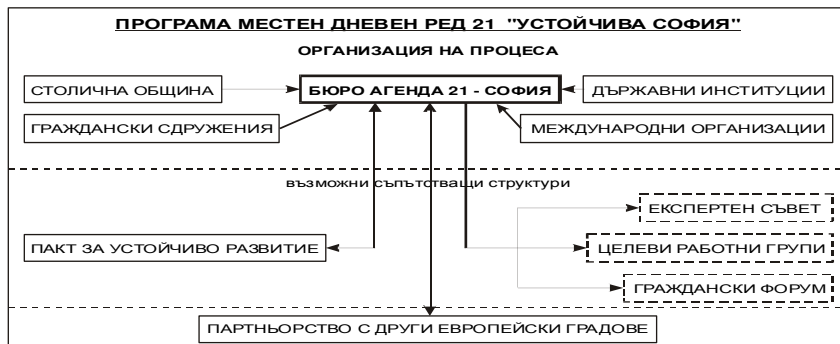 ПРОГРАМА МЕСТЕН ДНЕВЕН РЕД 21 "УСТОЙЧИВА СОФИЯ"
ОРГАНИЗАЦИЯ НА ПРОЦЕСА
СТОЛИЧНА ОБЩИНА
БЮРО АГЕНДА 21 - СОФИЯ
ДЪРЖАВНИ ИНСТИТУЦИИ
ГРАЖДАНСКИ СДРУЖЕНИЯ
МЕЖДУНАРОДНИ ОРГАНИЗАЦИИ
възможни съпътстващи структури
ЕКСПЕРТЕН СЪВЕТ
ПАКТ ЗА УСТОЙЧИВО РАЗВИТИЕ
ЦЕЛЕВИ РАБОТНИ ГРУПИ
ГРАЖДАНСКИ ФОРУМ
ПАРТНЬОРСТВО С ДРУГИ ЕВРОПЕЙСКИ ГРАДОВЕ